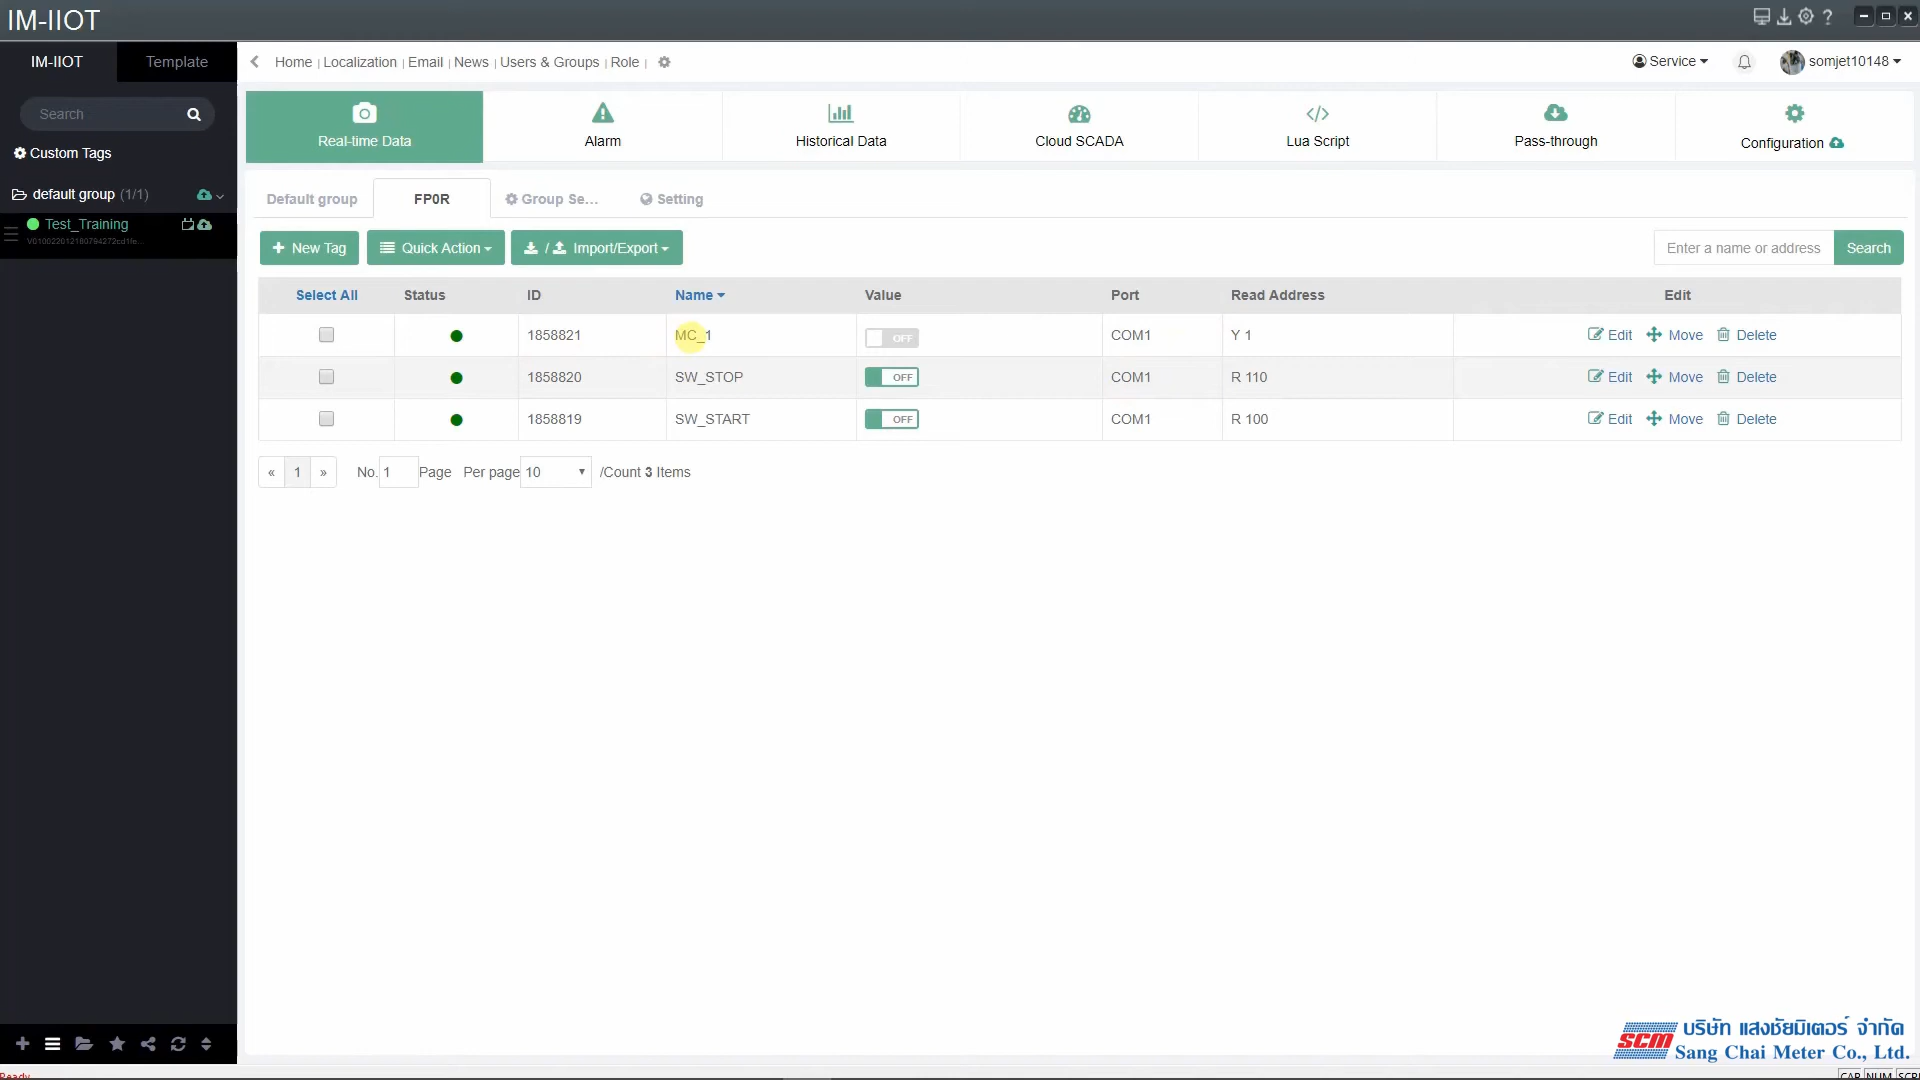 IM-IIOT
IM-IIOT
Template
Home | Localization | Email | News | Users & Groups | Role |
Service
somjet10148
Search
Custom Tags
default group (1/1)
Test_Training
Real-time Data
Alarm
Historical Data
Cloud SCADA
Lua Script
Pass-through
Configuration
Default group
FP0R
Group Se...
Setting
New Tag
Quick Action
/ Import/Export
Enter a name or address
Search
Select All Status ID Name Value Port Read Address Edit
1858821 MC_1 OFF COM1 Y 1 Edit Move Delete
1858820 SW_STOP OFF COM1 R 110 Edit Move Delete
1858819 SW_START OFF COM1 R 100 Edit Move Delete
« 1 » No. 1 Page Per page 10 /Count 3 Items
SCM
บริษัท แสงชัยมิเตอร์ จำกัด
Sang Chai Meter Co., Ltd.
Ready
CAP NUM SCRL